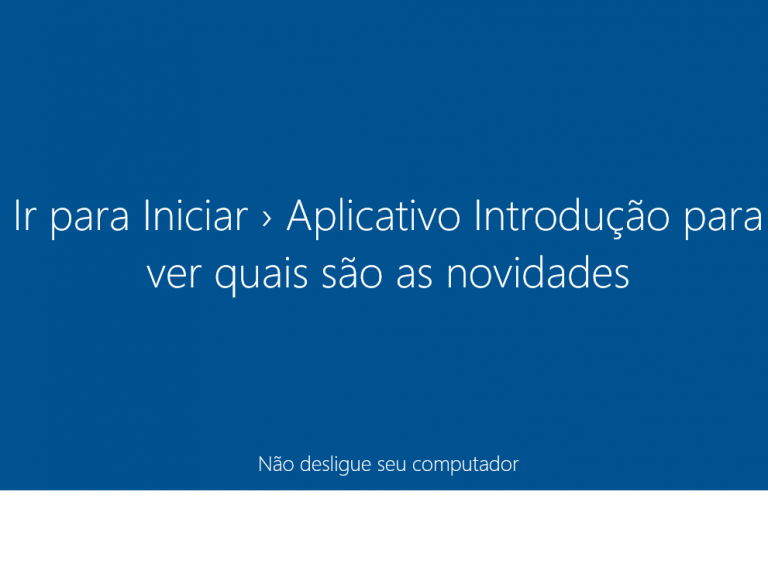 Ir para Iniciar › Aplicativo Introdução para
ver quais são as novidades
Não desligue seu computador